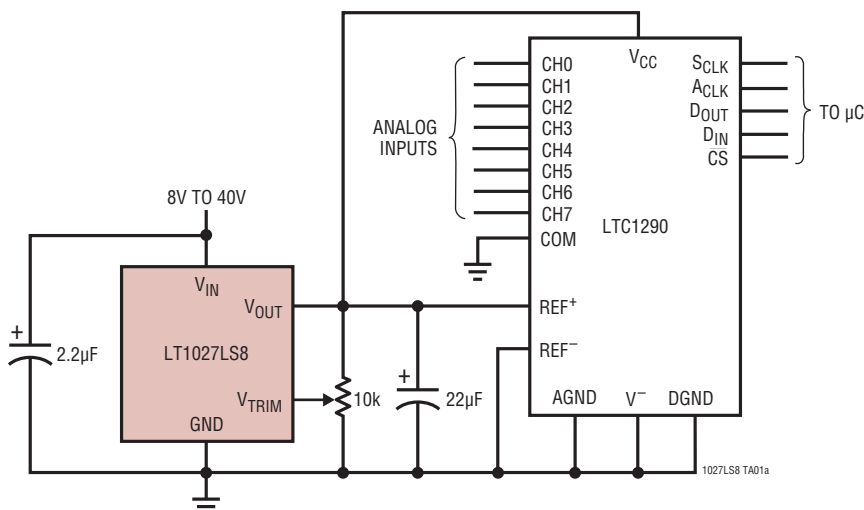 8V TO 40V
V_IN
V_OUT
LT1027LS8
V_TRIM
GND
+
2.2µF
10k
+
22µF
ANALOG
INPUTS
CH0
CH1
CH2
CH3
CH4
CH5
CH6
CH7
COM
REF⁺
REF⁻
V_CC
LTC1290
AGND
V⁻
DGND
S_CLK
A_CLK
D_OUT
D_IN
C̅S̅
TO µC
1027LS8 TA01a